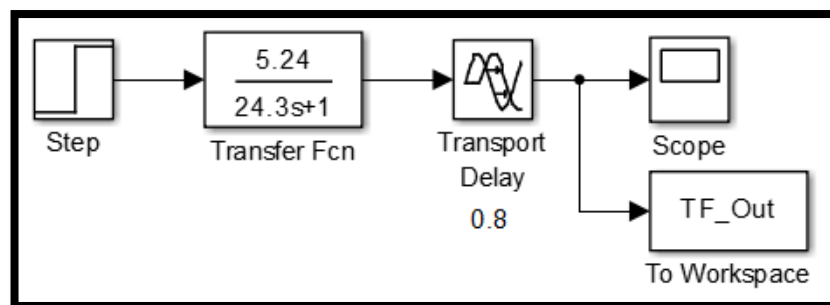 Step
5.24
24.3s+1
Transfer Fcn
Transport
Delay
0.8
Scope
TF_Out
To Workspace